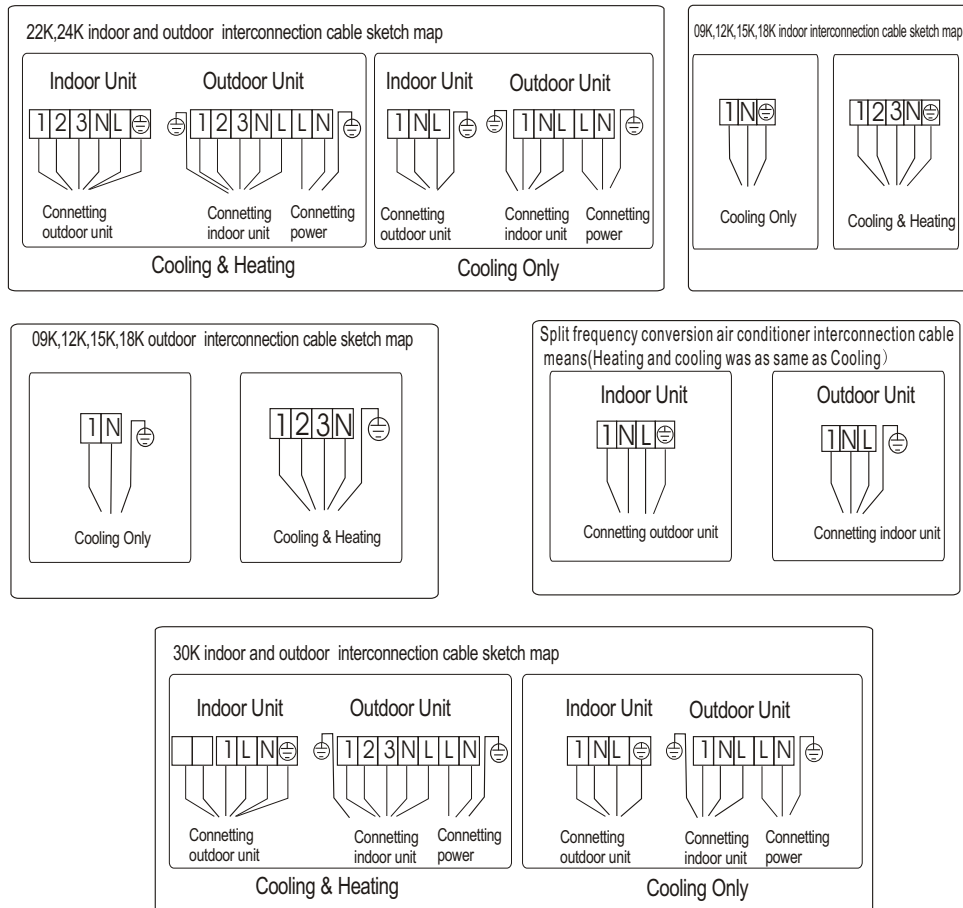 22K,24K indoor and outdoor interconnection cable sketch map
Indoor Unit
Outdoor Unit
1 2 3 N L
1 2 3 N L L N
Connetting
outdoor unit
Connetting
indoor unit
Connetting
power
Cooling & Heating
Indoor Unit
Outdoor Unit
1 N L
1 N L L N
Connetting
outdoor unit
Connetting
indoor unit
Connetting
power
Cooling Only
09K,12K,15K,18K indoor interconnection cable sketch map
1 N
Cooling Only
1 2 3 N
Cooling & Heating
09K,12K,15K,18K outdoor interconnection cable sketch map
1 N
Cooling Only
1 2 3 N
Cooling & Heating
Split frequency conversion air conditioner interconnection cable
means(Heating and cooling was as same as Cooling）
Indoor Unit
1 N L
Connetting outdoor unit
Outdoor Unit
1 N L
Connetting indoor unit
30K indoor and outdoor interconnection cable sketch map
Indoor Unit
Outdoor Unit
1 L N
1 2 3 N L L N
Connetting
outdoor unit
Connetting
indoor unit
Connetting
power
Cooling & Heating
Indoor Unit
Outdoor Unit
1 N L
1 N L L N
Connetting
outdoor unit
Connetting
indoor unit
Connetting
power
Cooling Only